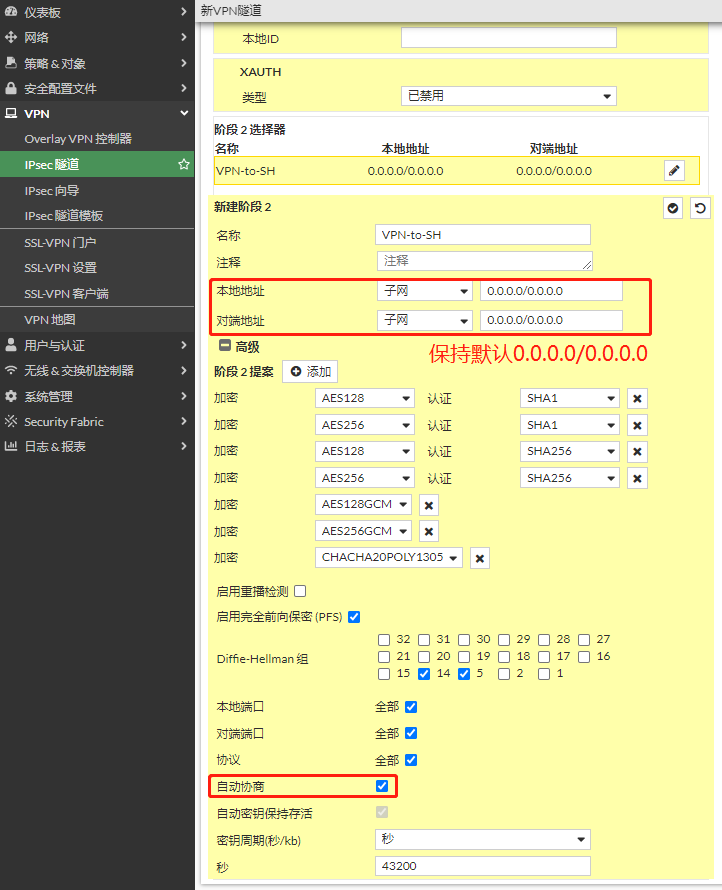 仪表板
网络
策略 & 对象
安全配置文件
VPN
Overlay VPN 控制器
IPsec 隧道
IPsec 向导
IPsec 隧道模板
SSL-VPN 门户
SSL-VPN 设置
SSL-VPN 客户端
VPN 地图
用户与认证
无线 & 交换机控制器
系统管理
Security Fabric
日志 & 报表
新VPN隧道
本地ID
XAUTH
类型 已禁用
阶段 2 选择器
名称 本地地址 对端地址
VPN-to-SH 0.0.0.0/0.0.0.0 0.0.0.0/0.0.0.0
新建阶段 2
名称 VPN-to-SH
注释 注释
本地地址 子网 0.0.0.0/0.0.0.0
对端地址 子网 0.0.0.0/0.0.0.0
高级
保持默认0.0.0.0/0.0.0.0
阶段 2 提案 添加
加密 AES128 认证 SHA1
加密 AES256 认证 SHA1
加密 AES128 认证 SHA256
加密 AES256 认证 SHA256
加密 AES128GCM
加密 AES256GCM
加密 CHACHA20POLY1305
启用重播检测
启用完全前向保密 (PFS)
Diffie-Hellman 组
32 31 30 29 28 27
21 20 19 18 17 16
15 14 5 2 1
本地端口 全部
对端端口 全部
协议 全部
自动协商
自动密钥保持存活
密钥周期(秒/kb) 秒
秒 43200